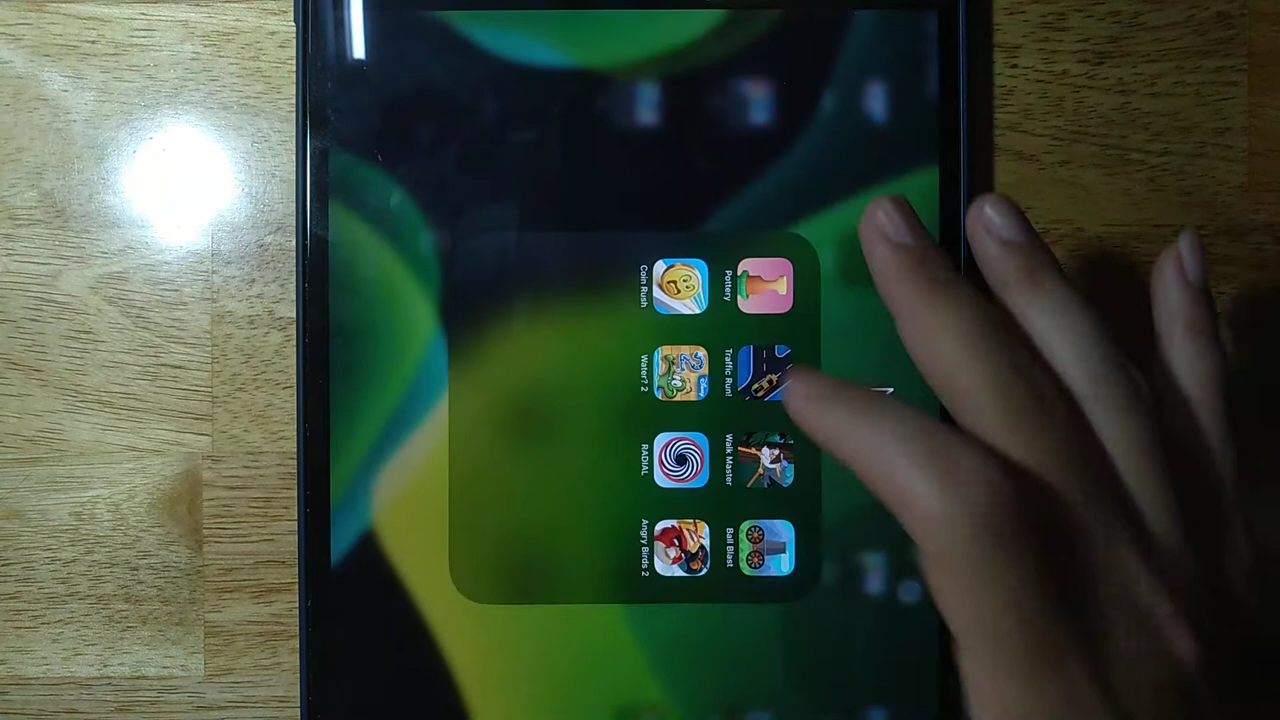 Pottery
Traffic Run!
Walk Master
Ball Blast
Coin Rush
Water? 2
RADIAL
Angry Birds 2